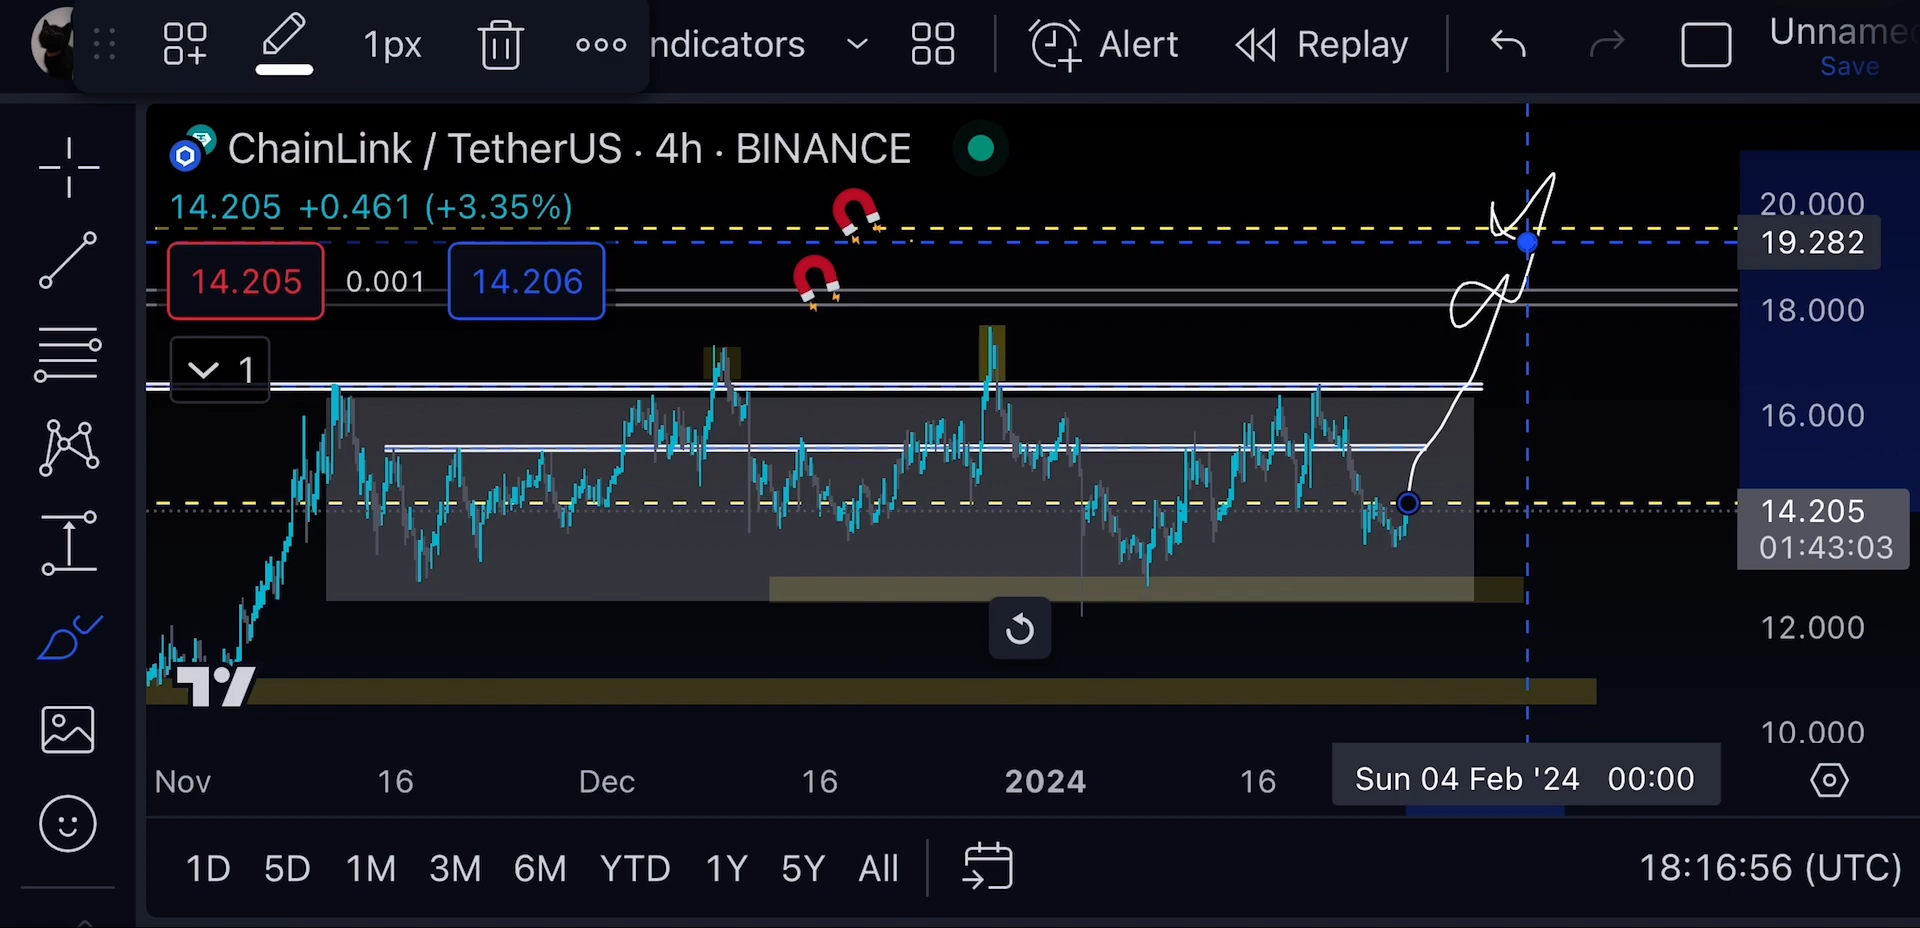 1px
ndicators
Alert
Replay
Unname
Save
ChainLink / TetherUS · 4h · BINANCE
14.205 +0.461 (+3.35%)
14.205
0.001
14.206
1
20.000
19.282
18.000
16.000
14.205
01:43:03
12.000
10.000
Nov
16
Dec
16
2024
16
Sun 04 Feb '24 00:00
1D 5D 1M 3M 6M YTD 1Y 5Y All
18:16:56 (UTC)